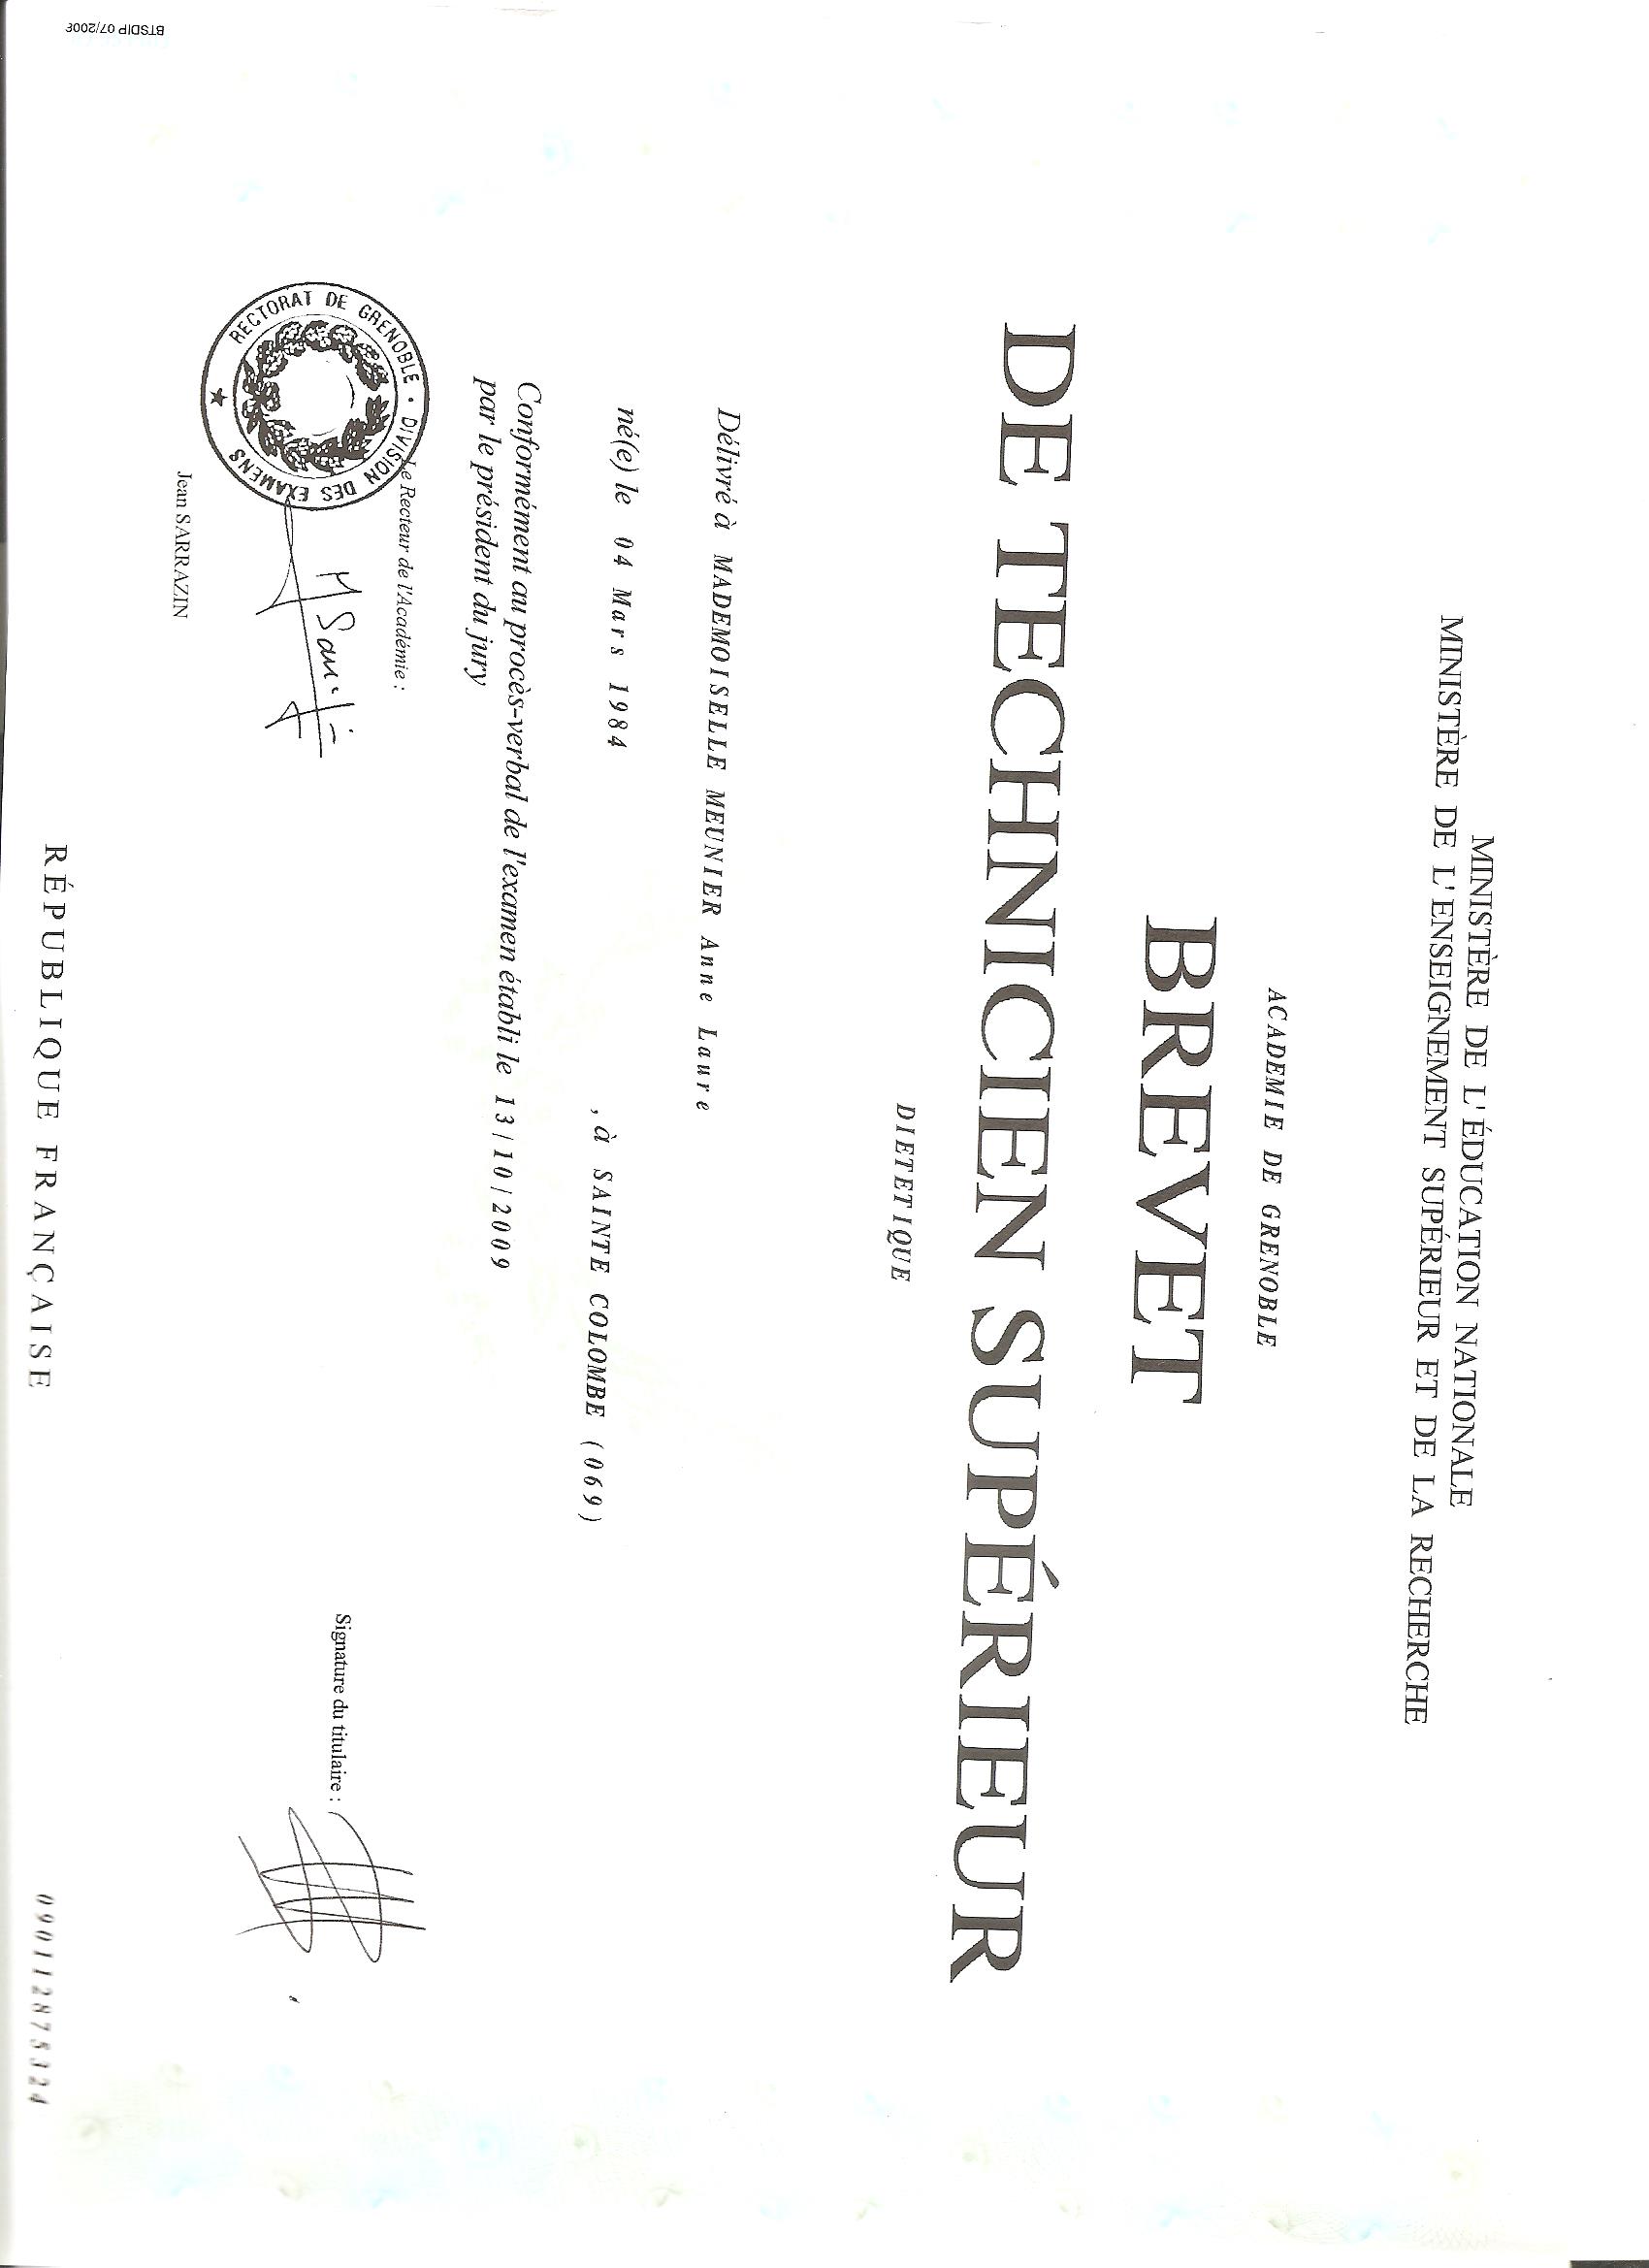 MINISTÈRE DE L'ÉDUCATION NATIONALE
MINISTÈRE DE L'ENSEIGNEMENT SUPÉRIEUR ET DE LA RECHERCHE
ACADEMIE DE GRENOBLE
BREVET
DE TECHNICIEN SUPÉRIEUR
DIETETIQUE
Délivré à MADEMOISELLE MEUNIER Anne Laure
né(e) le 04 Mars 1984 , à SAINTE COLOMBE (069)
Conformément au procès-verbal de l'examen établi le 13/10/2009
par le président du jury
Le Recteur de l'Académie :
RECTORAT DE GRENOBLE · DIVISION DES EXAMENS
Jean SARRAZIN
Signature du titulaire :
RÉPUBLIQUE FRANÇAISE
BTSDIP 07/2008